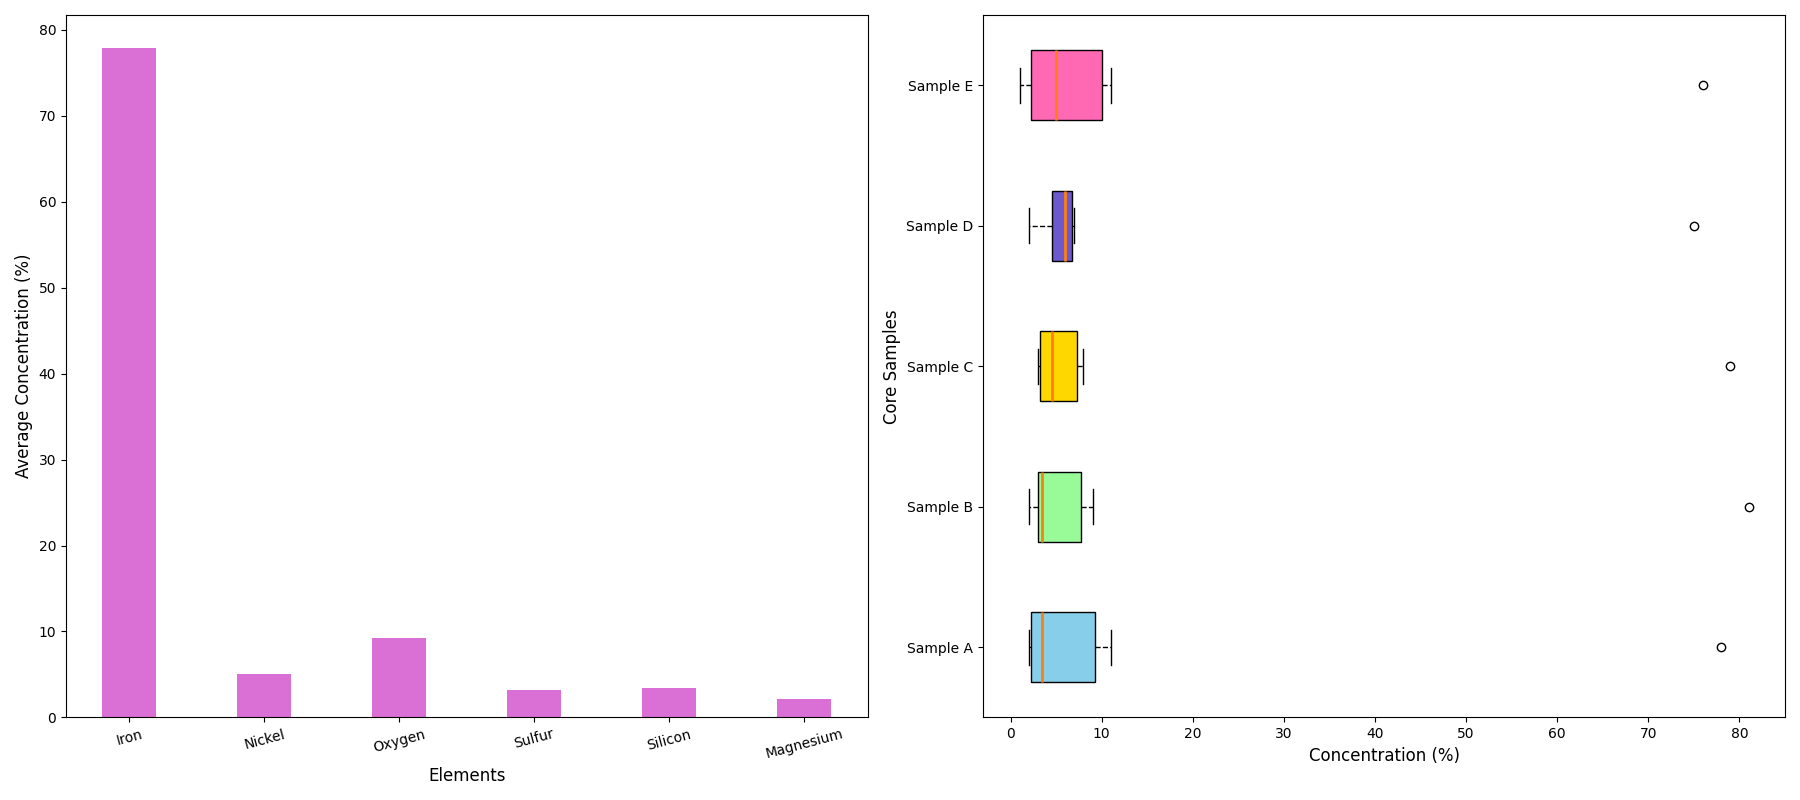 80
70
60
50
40
30
20
10
0
Average Concentration (%)
Iron
Nickel
Oxygen
Sulfur
Silicon
Magnesium
Elements
Sample E
Sample D
Sample C
Sample B
Sample A
Core Samples
0
10
20
30
40
50
60
70
80
Concentration (%)